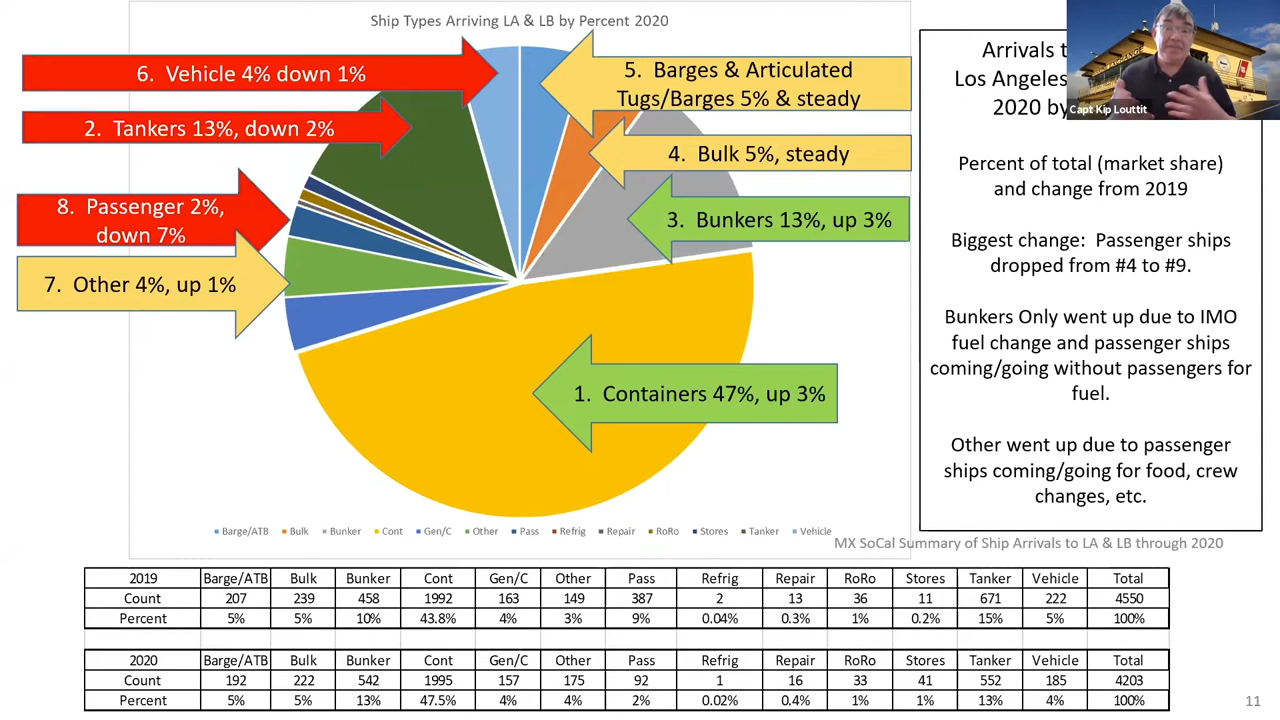 Ship Types Arriving LA & LB by Percent 2020
6. Vehicle 4% down 1%
2. Tankers 13%, down 2%
8. Passenger 2%,
down 7%
7. Other 4%, up 1%
5. Barges & Articulated
Tugs/Barges 5% & steady
4. Bulk 5%, steady
3. Bunkers 13%, up 3%
1. Containers 47%, up 3%
Barge/ATB Bulk Bunker Cont Gen/C Other Pass Refrig Repair RoRo Stores Tanker Vehicle
Arrivals
Los Angeles
2020 by
Capt Kip Louttit
Percent of total (market share)
and change from 2019
Biggest change: Passenger ships
dropped from #4 to #9.
Bunkers Only went up due to IMO
fuel change and passenger ships
coming/going without passengers for
fuel.
Other went up due to passenger
ships coming/going for food, crew
changes, etc.
MX SoCal Summary of Ship Arrivals to LA & LB through 2020
2019 Barge/ATB Bulk Bunker Cont Gen/C Other Pass Refrig Repair RoRo Stores Tanker Vehicle Total
Count 207 239 458 1992 163 149 387 2 13 36 11 671 222 4550
Percent 5% 5% 10% 43.8% 4% 3% 9% 0.04% 0.3% 1% 0.2% 15% 5% 100%
2020 Barge/ATB Bulk Bunker Cont Gen/C Other Pass Refrig Repair RoRo Stores Tanker Vehicle Total
Count 192 222 542 1995 157 175 92 1 16 33 41 552 185 4203
Percent 5% 5% 13% 47.5% 4% 4% 2% 0.02% 0.4% 1% 1% 13% 4% 100%
11